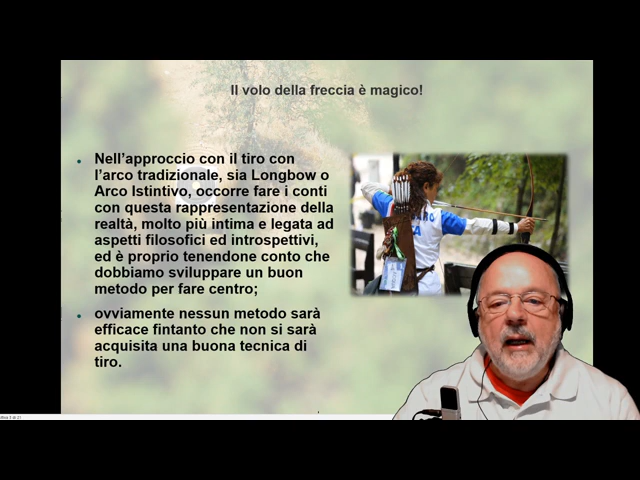 Il volo della freccia è magico!
Nell'approccio con il tiro con
l'arco tradizionale, sia Longbow o
Arco Istintivo, occorre fare i conti
con questa rappresentazione della
realtà, molto più intima e legata ad
aspetti filosofici ed introspettivi,
ed è proprio tenendone conto che
dobbiamo sviluppare un buon
metodo per fare centro;
ovviamente nessun metodo sarà
efficace fintanto che non si sarà
acquisita una buona tecnica di
tiro.